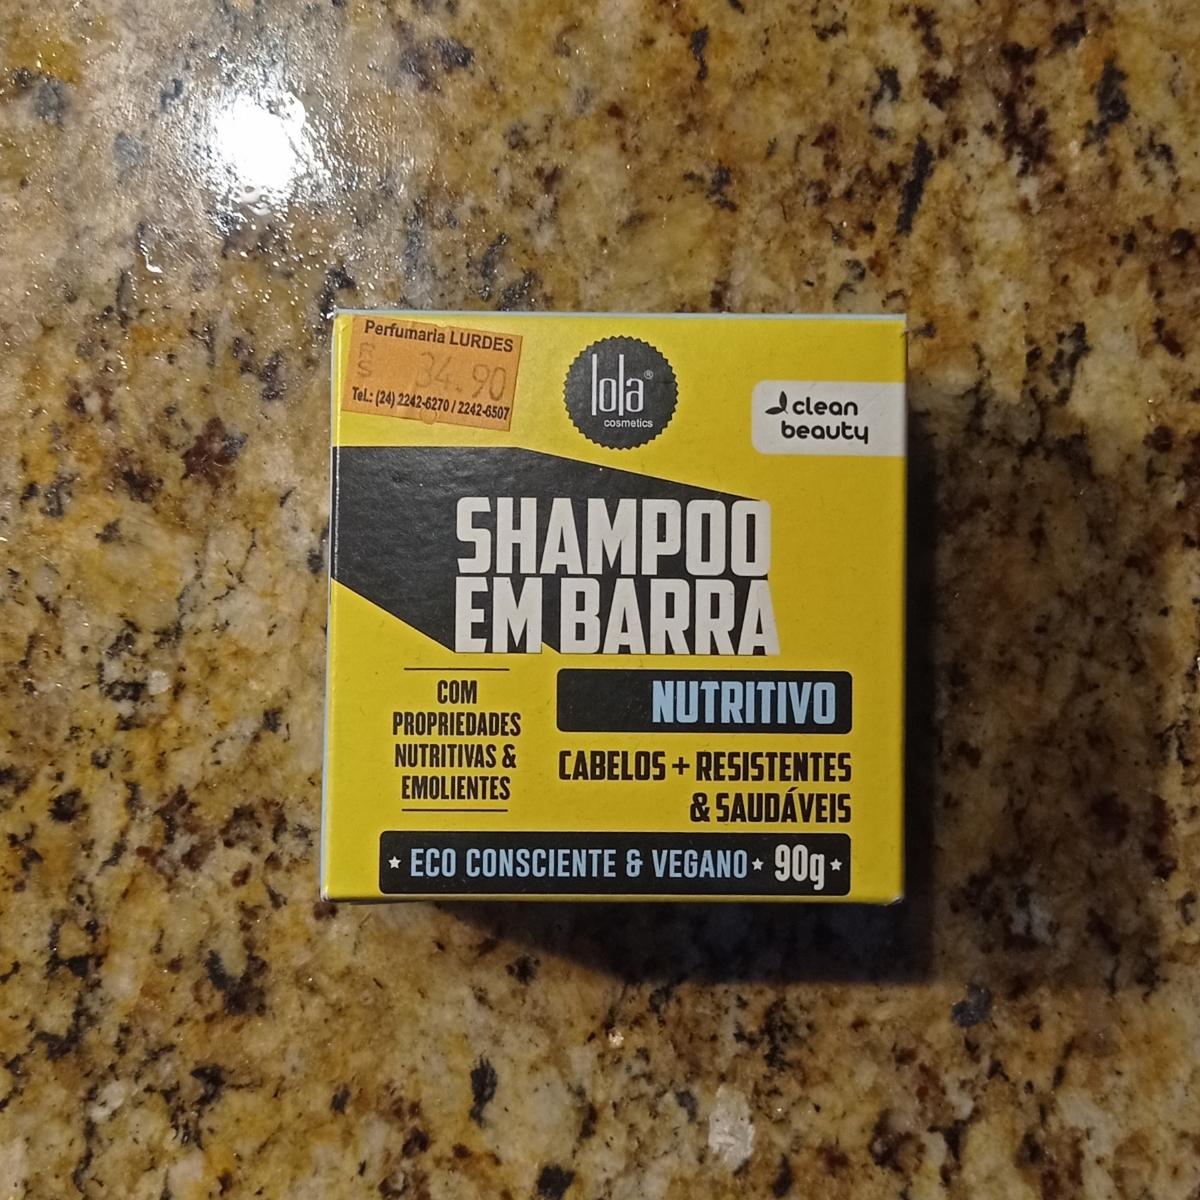 Perfumaria LURDES
R$ 34.90
Tel.: (24) 2242-6270 / 2242-6507
lola®
cosmetics
clean
beauty
SHAMPOO
EM BARRA
COM
PROPRIEDADES
NUTRITIVAS &
EMOLIENTES
NUTRITIVO
CABELOS + RESISTENTES
& SAUDÁVEIS
★ ECO CONSCIENTE & VEGANO ★ 90g ★